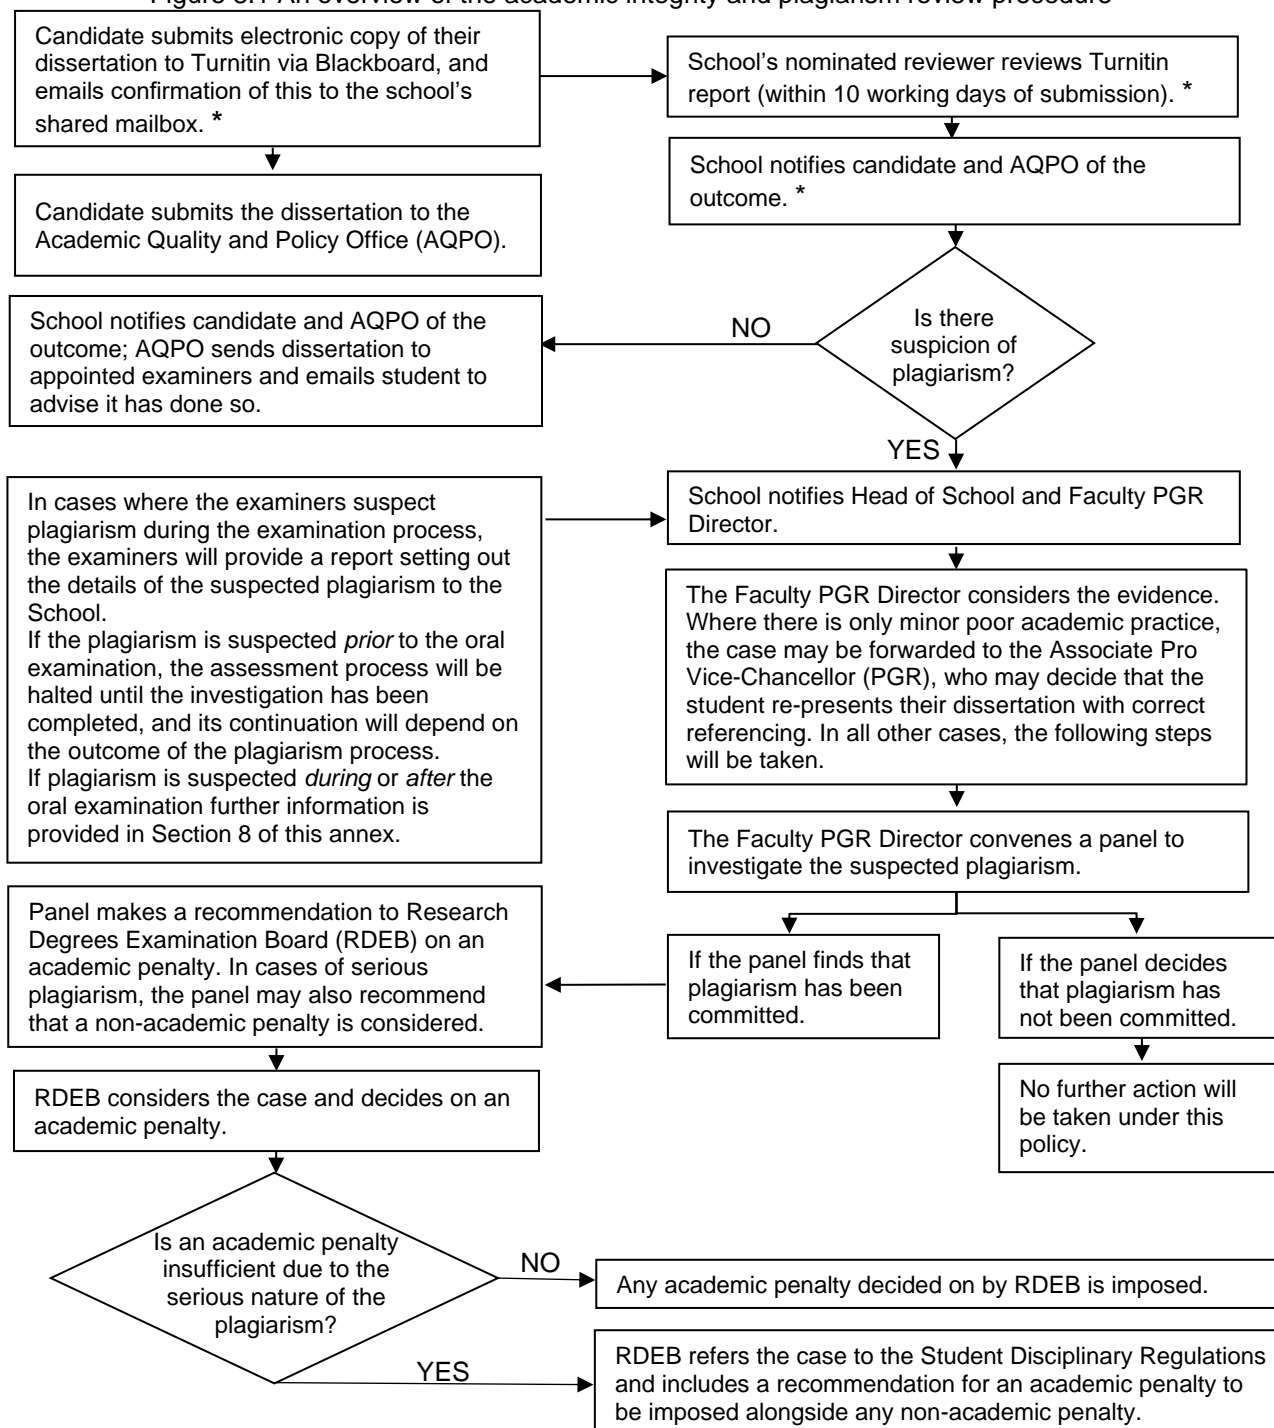 Figure 8.1 An overview of the academic integrity and plagiarism review procedure
Candidate submits electronic copy of their
dissertation to Turnitin via Blackboard, and
emails confirmation of this to the school's
shared mailbox. *
School's nominated reviewer reviews Turnitin
report (within 10 working days of submission). *
Candidate submits the dissertation to the
Academic Quality and Policy Office (AQPO).
School notifies candidate and AQPO of the
outcome. *
Is there
suspicion of
plagiarism?
NO
School notifies candidate and AQPO of the
outcome; AQPO sends dissertation to
appointed examiners and emails student to
advise it has done so.
YES
School notifies Head of School and Faculty PGR
Director.
In cases where the examiners suspect
plagiarism during the examination process,
the examiners will provide a report setting out
the details of the suspected plagiarism to the
School.
If the plagiarism is suspected prior to the oral
examination, the assessment process will be
halted until the investigation has been
completed, and its continuation will depend on
the outcome of the plagiarism process.
If plagiarism is suspected during or after the
oral examination further information is
provided in Section 8 of this annex.
The Faculty PGR Director considers the evidence.
Where there is only minor poor academic practice,
the case may be forwarded to the Associate Pro
Vice-Chancellor (PGR), who may decide that the
student re-presents their dissertation with correct
referencing. In all other cases, the following steps
will be taken.
The Faculty PGR Director convenes a panel to
investigate the suspected plagiarism.
If the panel finds that
plagiarism has been
committed.
If the panel decides
that plagiarism has
not been committed.
No further action will
be taken under this
policy.
Panel makes a recommendation to Research
Degrees Examination Board (RDEB) on an
academic penalty. In cases of serious
plagiarism, the panel may also recommend
that a non-academic penalty is considered.
RDEB considers the case and decides on an
academic penalty.
Is an academic penalty
insufficient due to the
serious nature of the
plagiarism?
NO
Any academic penalty decided on by RDEB is imposed.
YES
RDEB refers the case to the Student Disciplinary Regulations
and includes a recommendation for an academic penalty to
be imposed alongside any non-academic penalty.